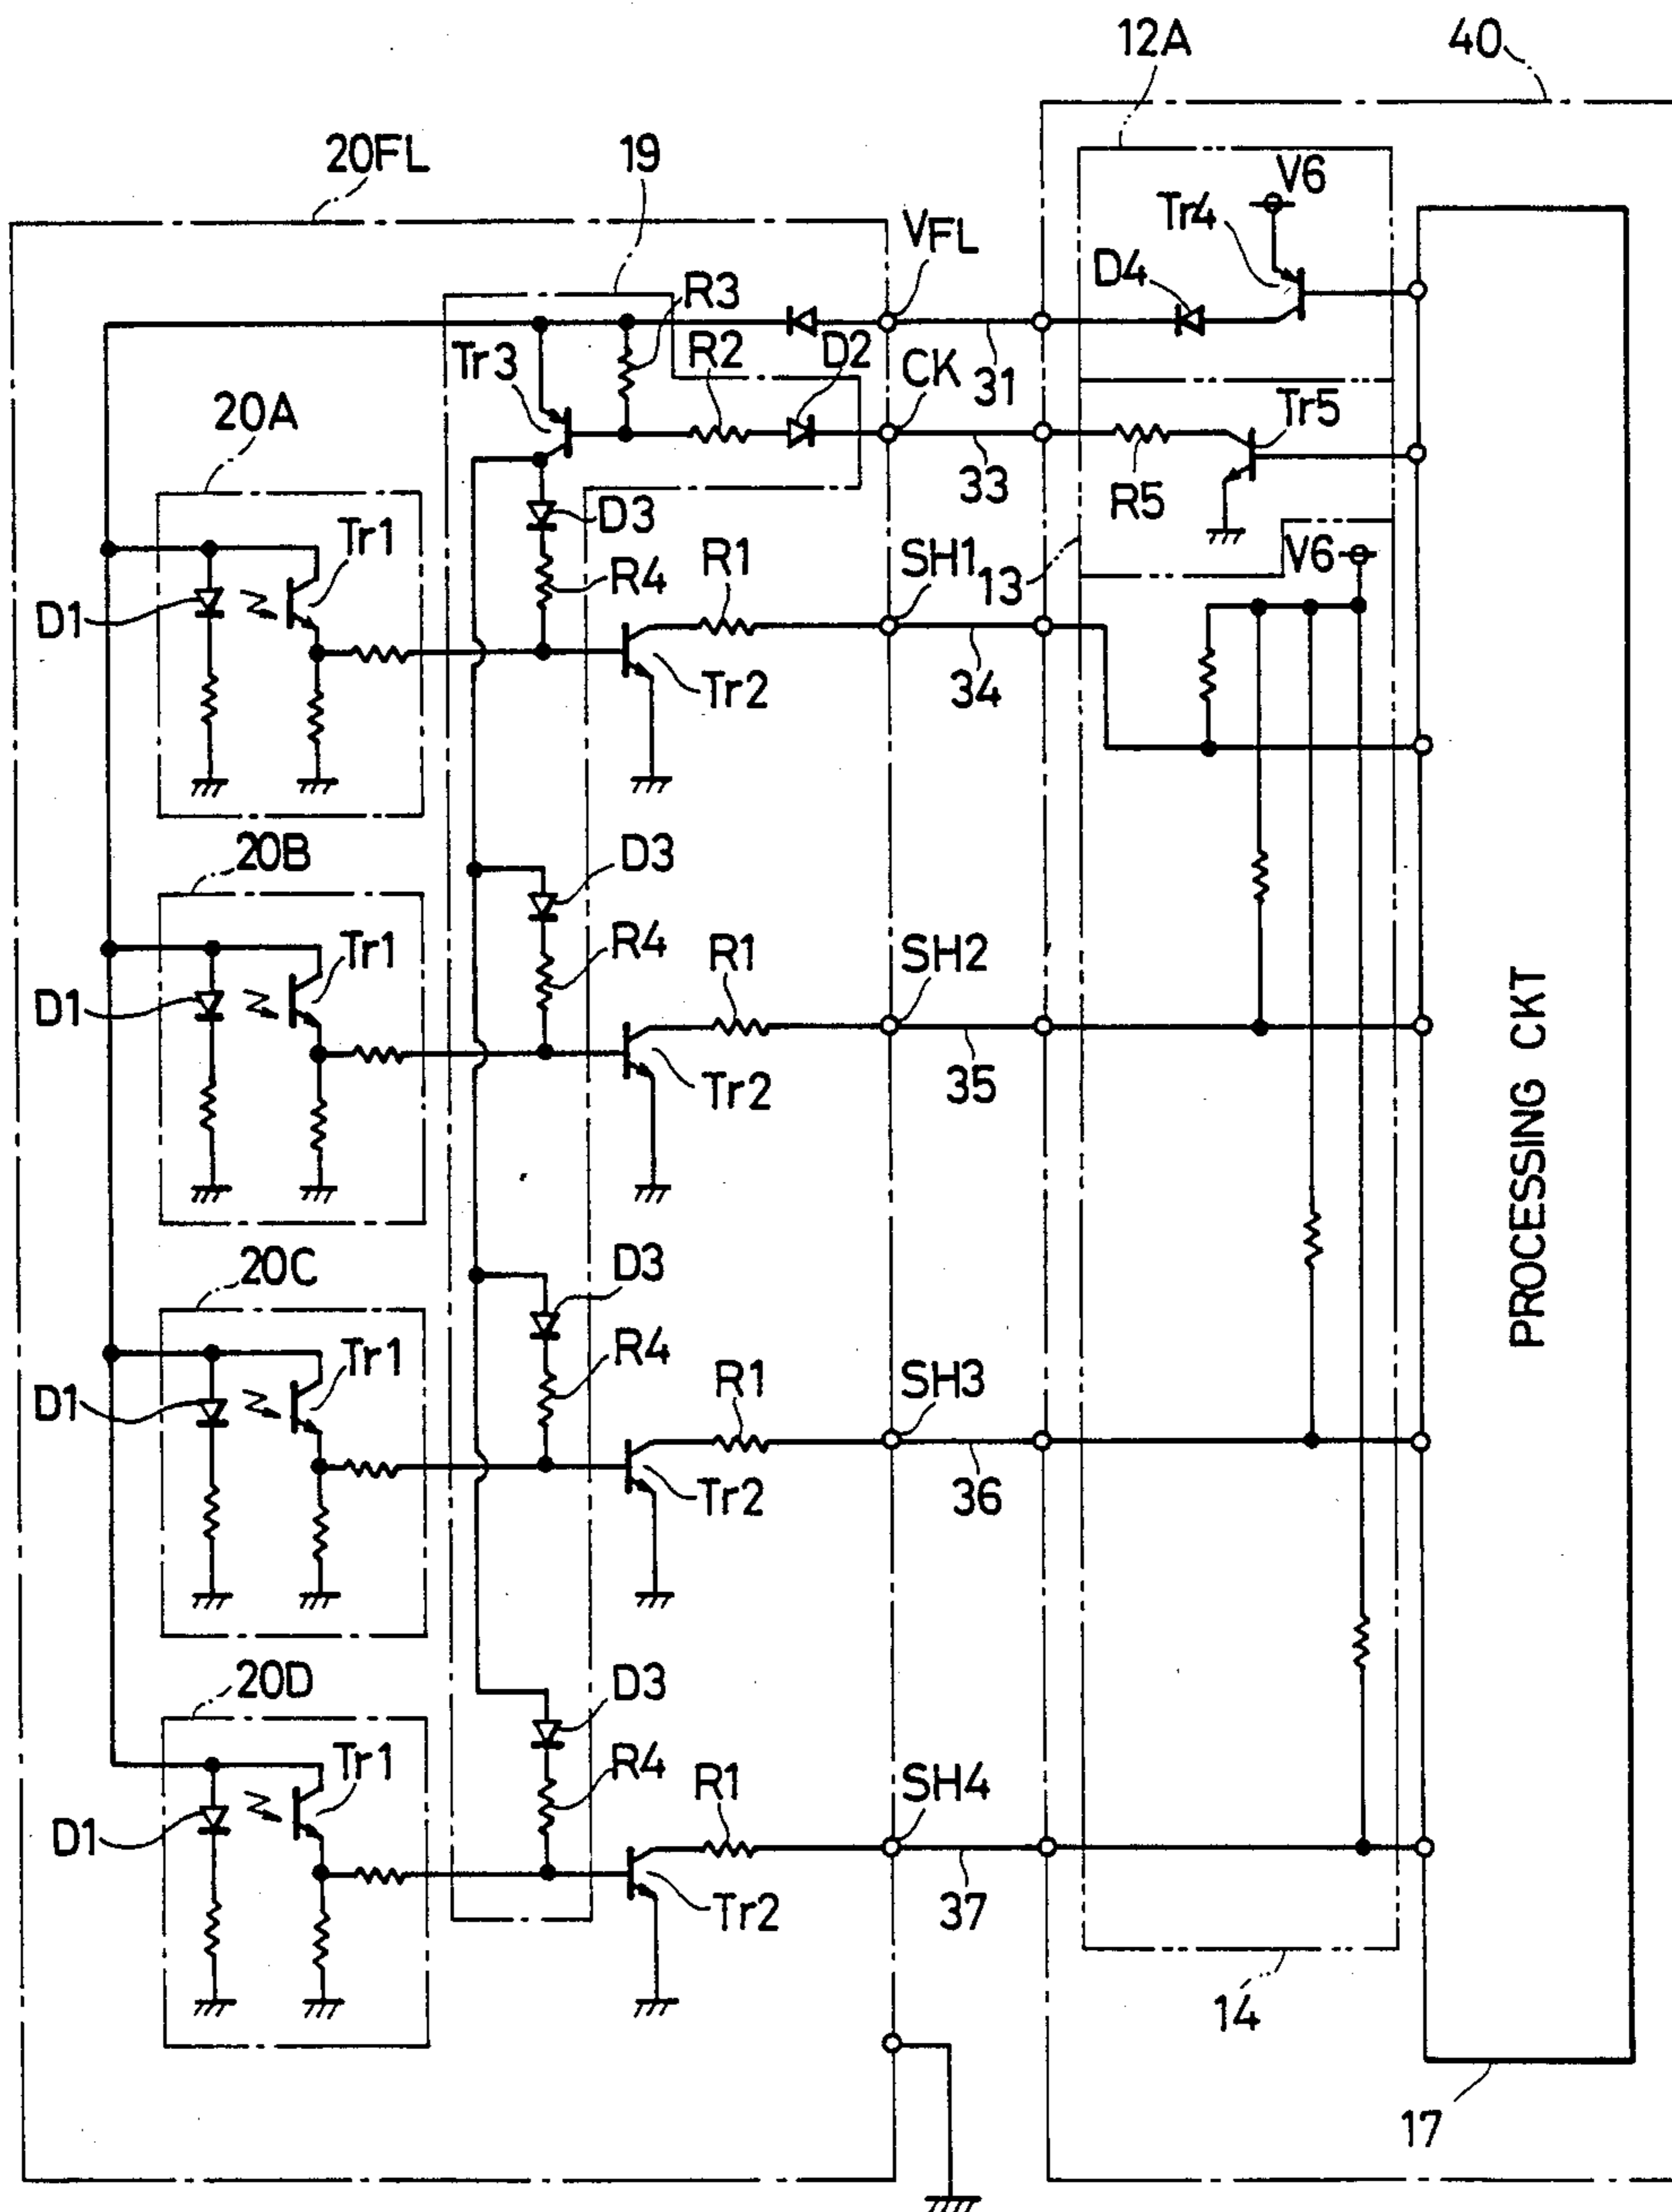 12A
40
20FL
19
V6
Tr4
VFL
D4
R3
R2
D2
Tr3
CK
31
Tr5
20A
33
R5
D3
Tr1
R1
SH1
13
V6
D1
R4
34
Tr2
20B
D3
R4
Tr1
R1
SH2
D1
35
Tr2
PROCESSING CKT
20C
D3
R4
Tr1
R1
SH3
D1
36
Tr2
20D
D3
R4
Tr1
R1
SH4
D1
37
Tr2
14
17